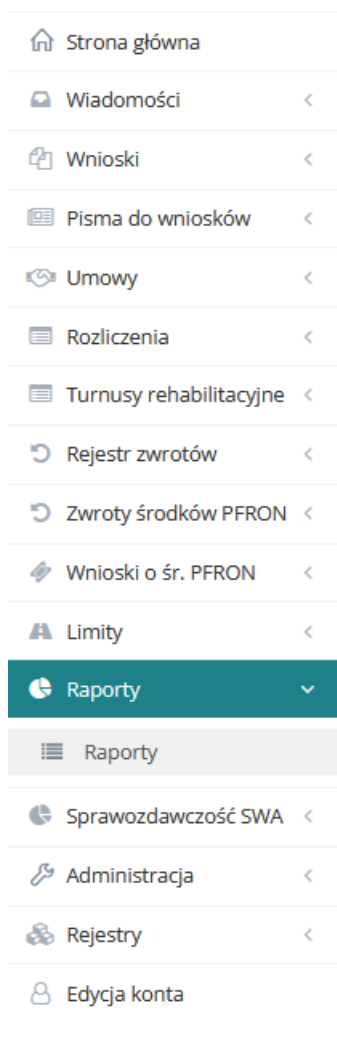 Strona główna
Wiadomości
Wnioski
Pisma do wniosków
Umowy
Rozliczenia
Turnusy rehabilitacyjne
Rejestr zwrotów
Zwroty środków PFRON
Wnioski o śr. PFRON
Limity
Raporty
Raporty
Sprawozdawczość SWA
Administracja
Rejestry
Edycja konta